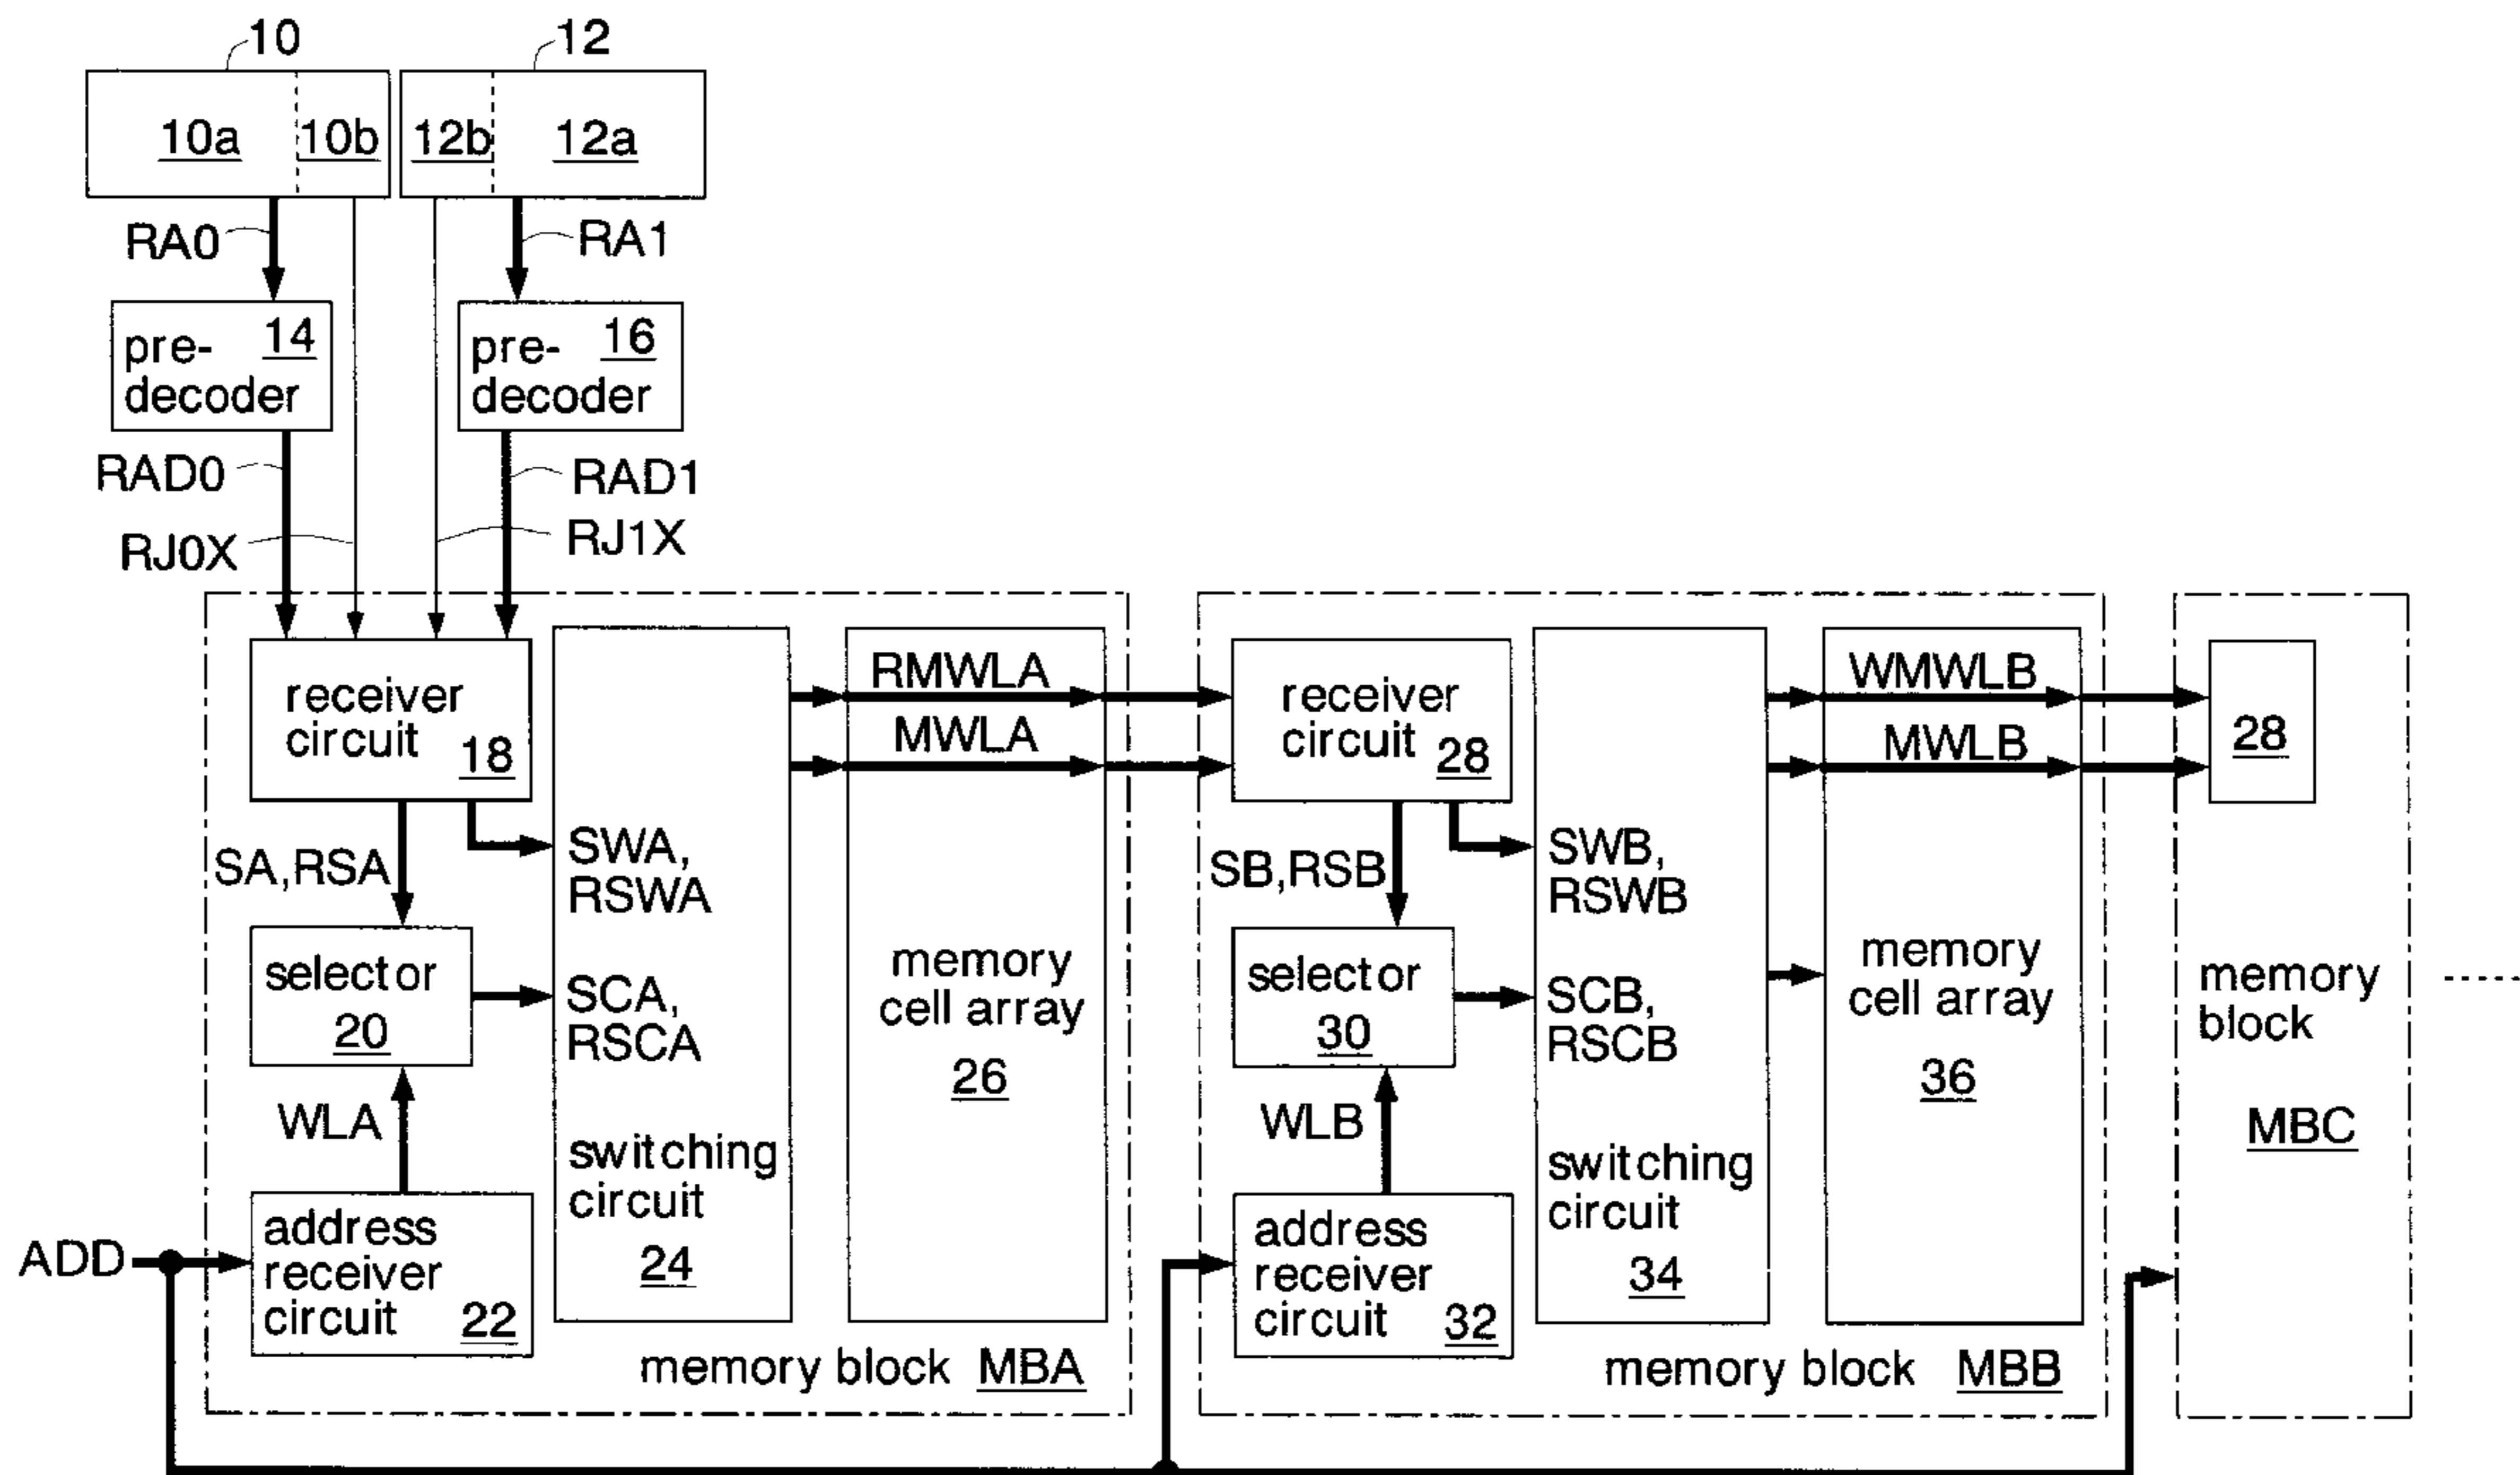 10
12
10a
10b
12b
12a
RA0
RA1
pre-
decoder
14
pre-
decoder
16
RAD0
RAD1
RJ0X
RJ1X
receiver
circuit
18
SA,RSA
selector
20
WLA
ADD
address
receiver
circuit
22
SWA,
RSWA
SCA,
RSCA
switching
circuit
24
RMWLA
MWLA
memory
cell array
26
memory block MBA
receiver
circuit
28
SB,RSB
selector
30
WLB
address
receiver
circuit
32
SWB,
RSWB
SCB,
RSCB
switching
circuit
34
WMWLB
MWLB
memory
cell array
36
memory block MBB
28
memory
block
MBC